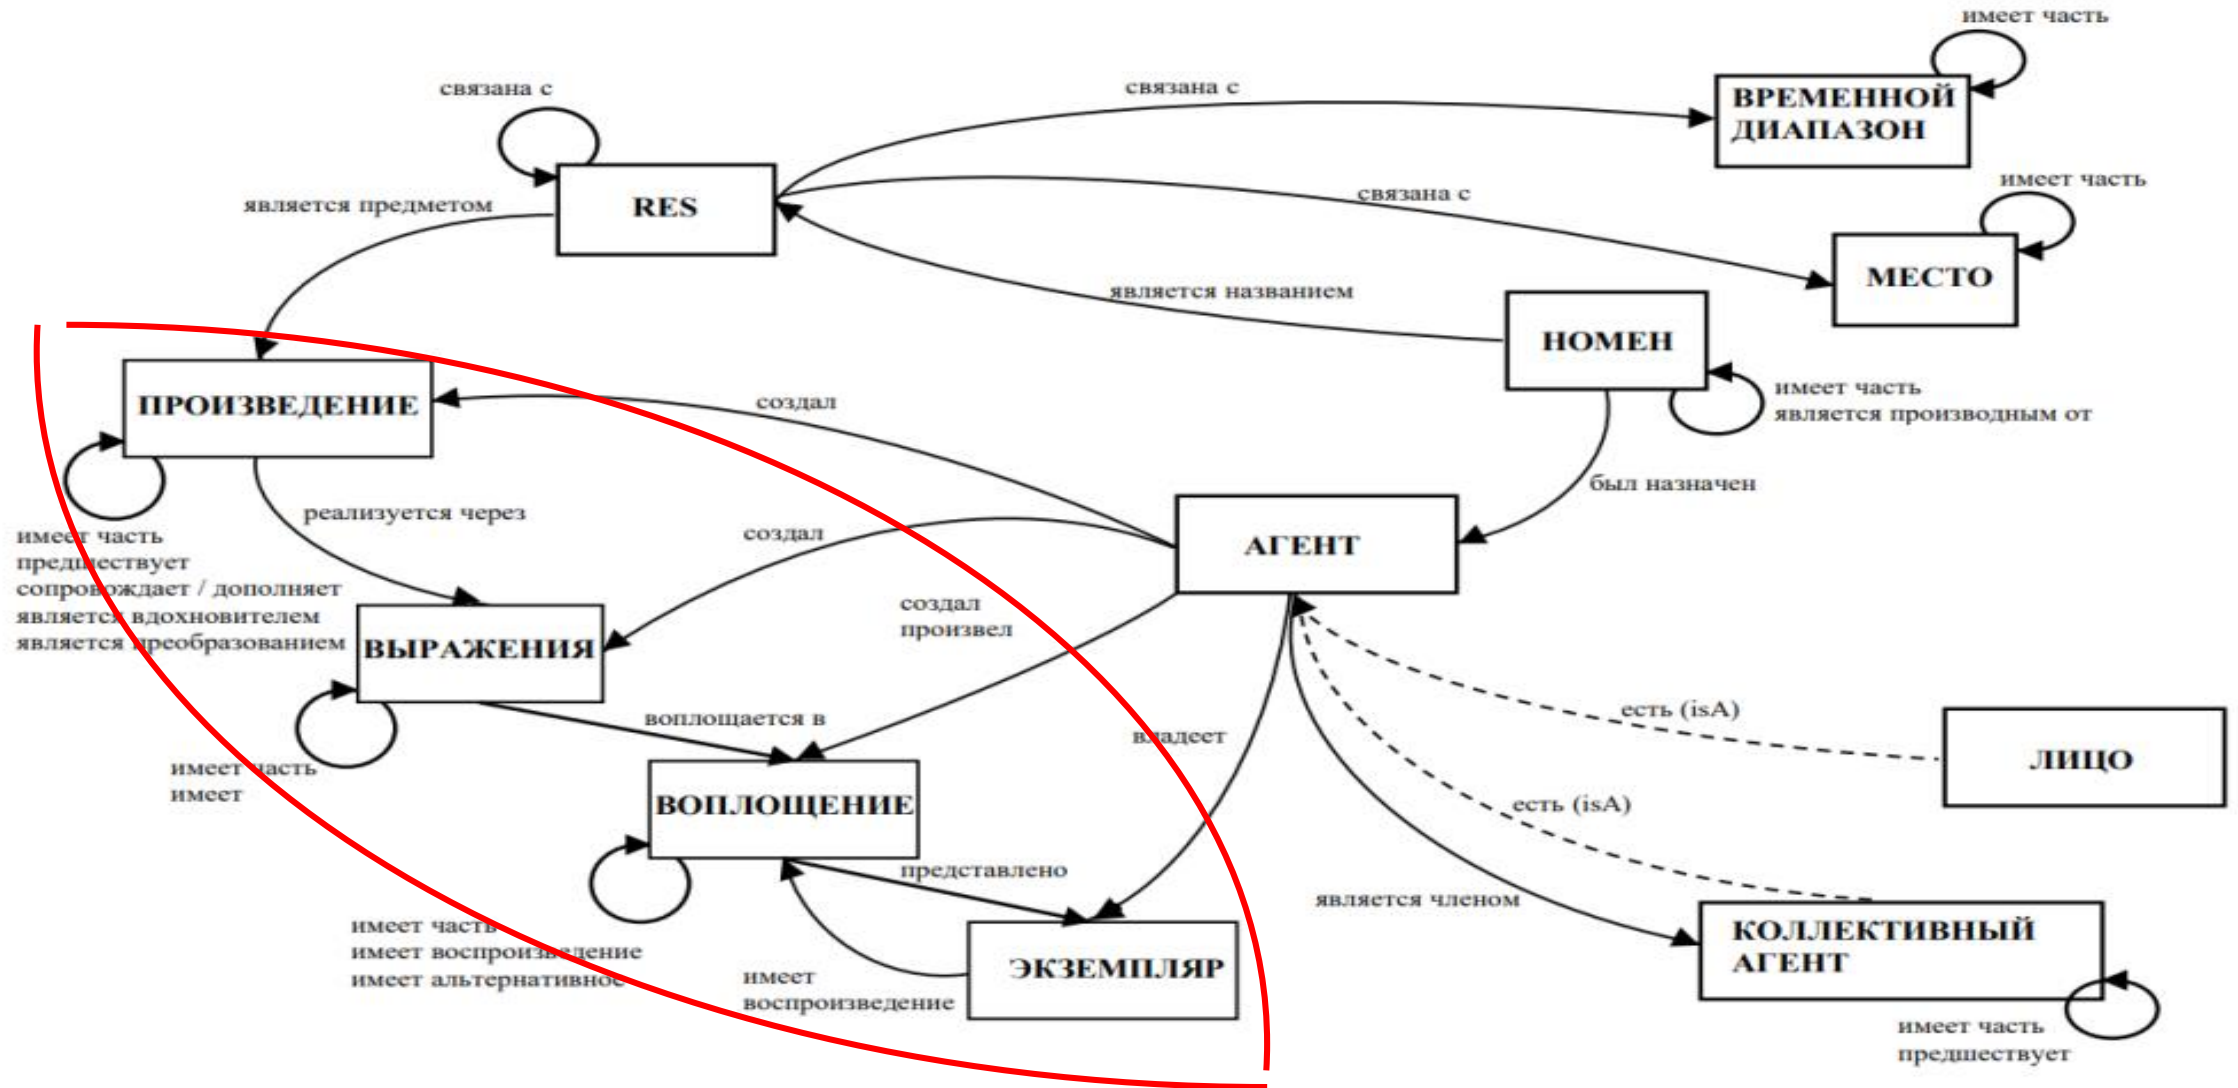 имеет часть
связана с
связана с
ВРЕМЕННОЙ
ДИАПАЗОН
имеет часть
связана с
является предметом
RES
МЕСТО
является названием
НОМЕН
имеет часть
является производным от
ПРОИЗВЕДЕНИЕ
создал
был назначен
реализуется через
создал
АГЕНТ
имеет часть
предшествует
сопровождает / дополняет
является вдохновителем
является преобразованием
создал
произвел
ВЫРАЖЕНИЯ
воплощается в
владеет
есть (isA)
ЛИЦО
имеет часть
имеет
ВОПЛОЩЕНИЕ
есть (isA)
представлено
является членом
имеет часть
имеет воспроизведение
имеет альтернативное
КОЛЛЕКТИВНЫЙ
АГЕНТ
ЭКЗЕМПЛЯР
имеет
воспроизведение
имеет часть
предшествует